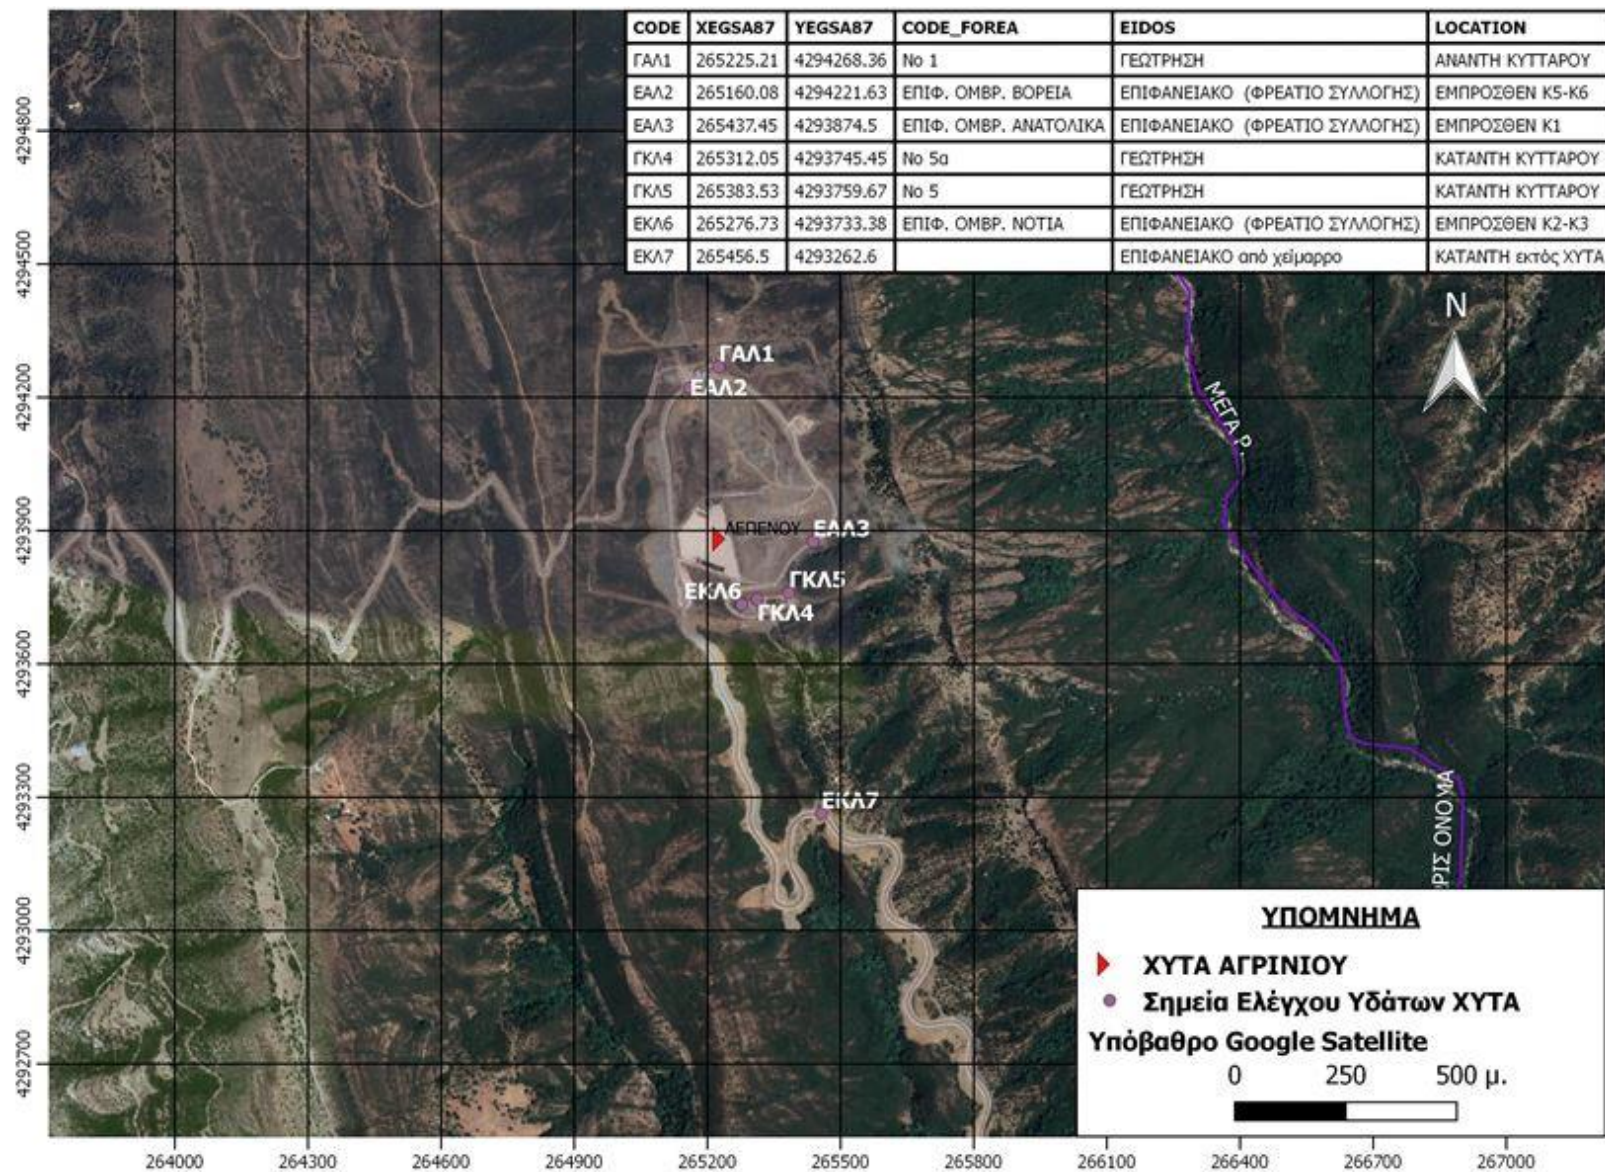 CODE XEGSA87 YEGSA87 CODE_FOREA EIDOS LOCATION
ΓΑΛ1 265225.21 4294268.36 No 1 ΓΕΩΤΡΗΣΗ ΑΝΑΝΤΗ ΚΥΤΤΑΡΟΥ
ΕΑΛ2 265160.08 4294221.63 ΕΠΙΦ. ΟΜΒΡ. ΒΟΡΕΙΑ ΕΠΙΦΑΝΕΙΑΚΟ (ΦΡΕΑΤΙΟ ΣΥΛΛΟΓΗΣ) ΕΜΠΡΟΣΘΕΝ Κ5-Κ6
ΕΑΛ3 265437.45 4293874.5 ΕΠΙΦ. ΟΜΒΡ. ΑΝΑΤΟΛΙΚΑ ΕΠΙΦΑΝΕΙΑΚΟ (ΦΡΕΑΤΙΟ ΣΥΛΛΟΓΗΣ) ΕΜΠΡΟΣΘΕΝ Κ1
ΓΚΛ4 265312.05 4293745.45 No 5α ΓΕΩΤΡΗΣΗ ΚΑΤΑΝΤΗ ΚΥΤΤΑΡΟΥ
ΓΚΛ5 265383.53 4293759.67 No 5 ΓΕΩΤΡΗΣΗ ΚΑΤΑΝΤΗ ΚΥΤΤΑΡΟΥ
ΕΚΛ6 265276.73 4293733.38 ΕΠΙΦ. ΟΜΒΡ. ΝΟΤΙΑ ΕΠΙΦΑΝΕΙΑΚΟ (ΦΡΕΑΤΙΟ ΣΥΛΛΟΓΗΣ) ΕΜΠΡΟΣΘΕΝ Κ2-Κ3
ΕΚΛ7 265456.5 4293262.6 ΕΠΙΦΑΝΕΙΑΚΟ από χείμαρρο ΚΑΤΑΝΤΗ εκτός ΧΥΤΑ
4294800
4294500
4294200
4293900
4293600
4293300
4293000
4292700
N
ΓΑΛ1
ΕΑΛ2
ΜΕΓΑ Ρ.
ΛΕΠΕΝΟΥ
ΕΑΛ3
ΓΚΛ5
ΕΚΛ6
ΓΚΛ4
ΕΚΛ7
ΟΝΟΜΑ
ΥΠΟΜΝΗΜΑ
ΧΥΤΑ ΑΓΡΙΝΙΟΥ
Σημεία Ελέγχου Υδάτων ΧΥΤΑ
Υπόβαθρο Google Satellite
0 250 500 μ.
264000 264300 264600 264900 265200 265500 265800 266100 266400 266700 267000